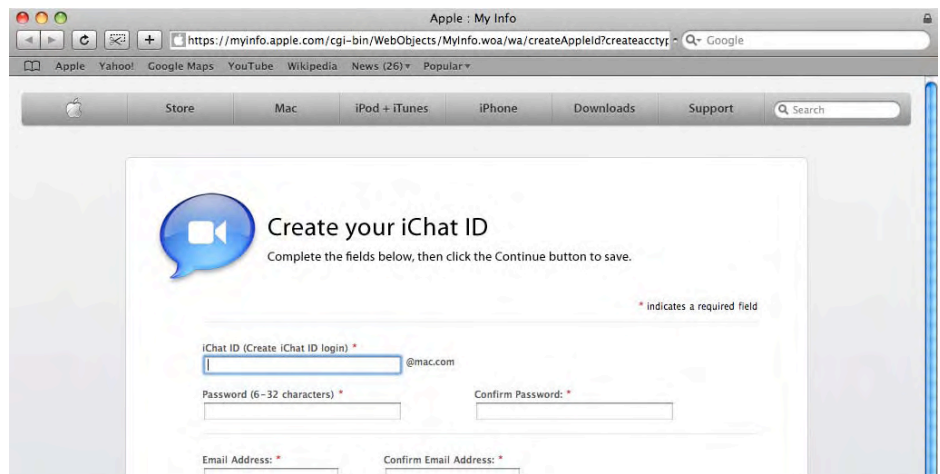 Apple : My Info
https://myinfo.apple.com/cgi-bin/WebObjects/MyInfo.woa/wa/createAppleId?createacctyp
Google
Apple Yahoo! Google Maps YouTube Wikipedia News (26)▾ Popular▾
Store Mac iPod + iTunes iPhone Downloads Support Search
Create your iChat ID
Complete the fields below, then click the Continue button to save.
* indicates a required field
iChat ID (Create iChat ID login) *
@mac.com
Password (6-32 characters) * Confirm Password: *
Email Address: * Confirm Email Address: *